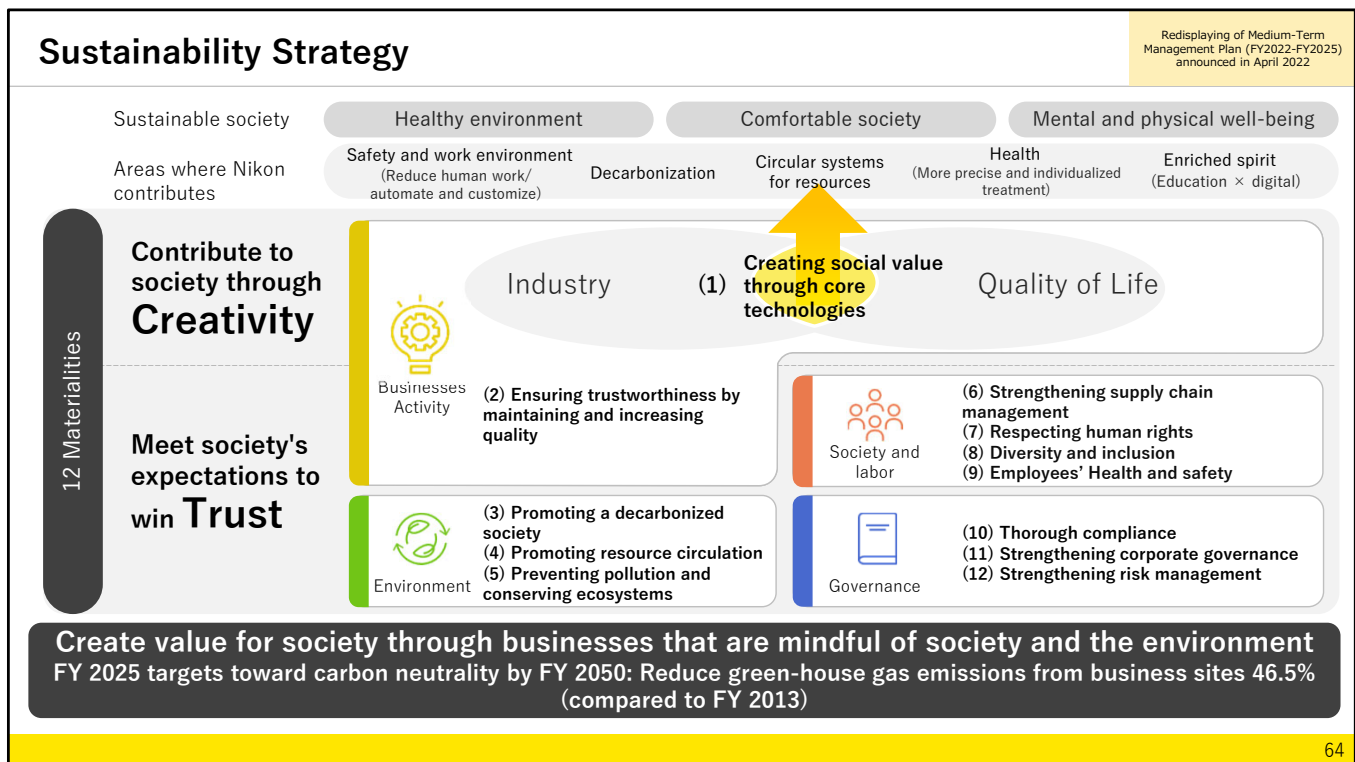 Sustainability Strategy
Redisplaying of Medium-Term
Management Plan (FY2022-FY2025)
announced in April 2022
Sustainable society
Healthy environment
Comfortable society
Mental and physical well-being
Areas where Nikon
contributes
Safety and work environment
(Reduce human work/
automate and customize)
Decarbonization
Circular systems
for resources
Health
(More precise and individualized
treatment)
Enriched spirit
(Education × digital)
12 Materialities
Contribute to
society through
Creativity
Industry
(1)
Creating social value
through core
technologies
Quality of Life
Businesses
Activity
(2) Ensuring trustworthiness by
maintaining and increasing
quality
Meet society's
expectations to
win Trust
Society and
labor
(6) Strengthening supply chain
management
(7) Respecting human rights
(8) Diversity and inclusion
(9) Employees’ Health and safety
Environment
(3) Promoting a decarbonized
society
(4) Promoting resource circulation
(5) Preventing pollution and
conserving ecosystems
Governance
(10) Thorough compliance
(11) Strengthening corporate governance
(12) Strengthening risk management
Create value for society through businesses that are mindful of society and the environment
FY 2025 targets toward carbon neutrality by FY 2050: Reduce green-house gas emissions from business sites 46.5%
(compared to FY 2013)
64